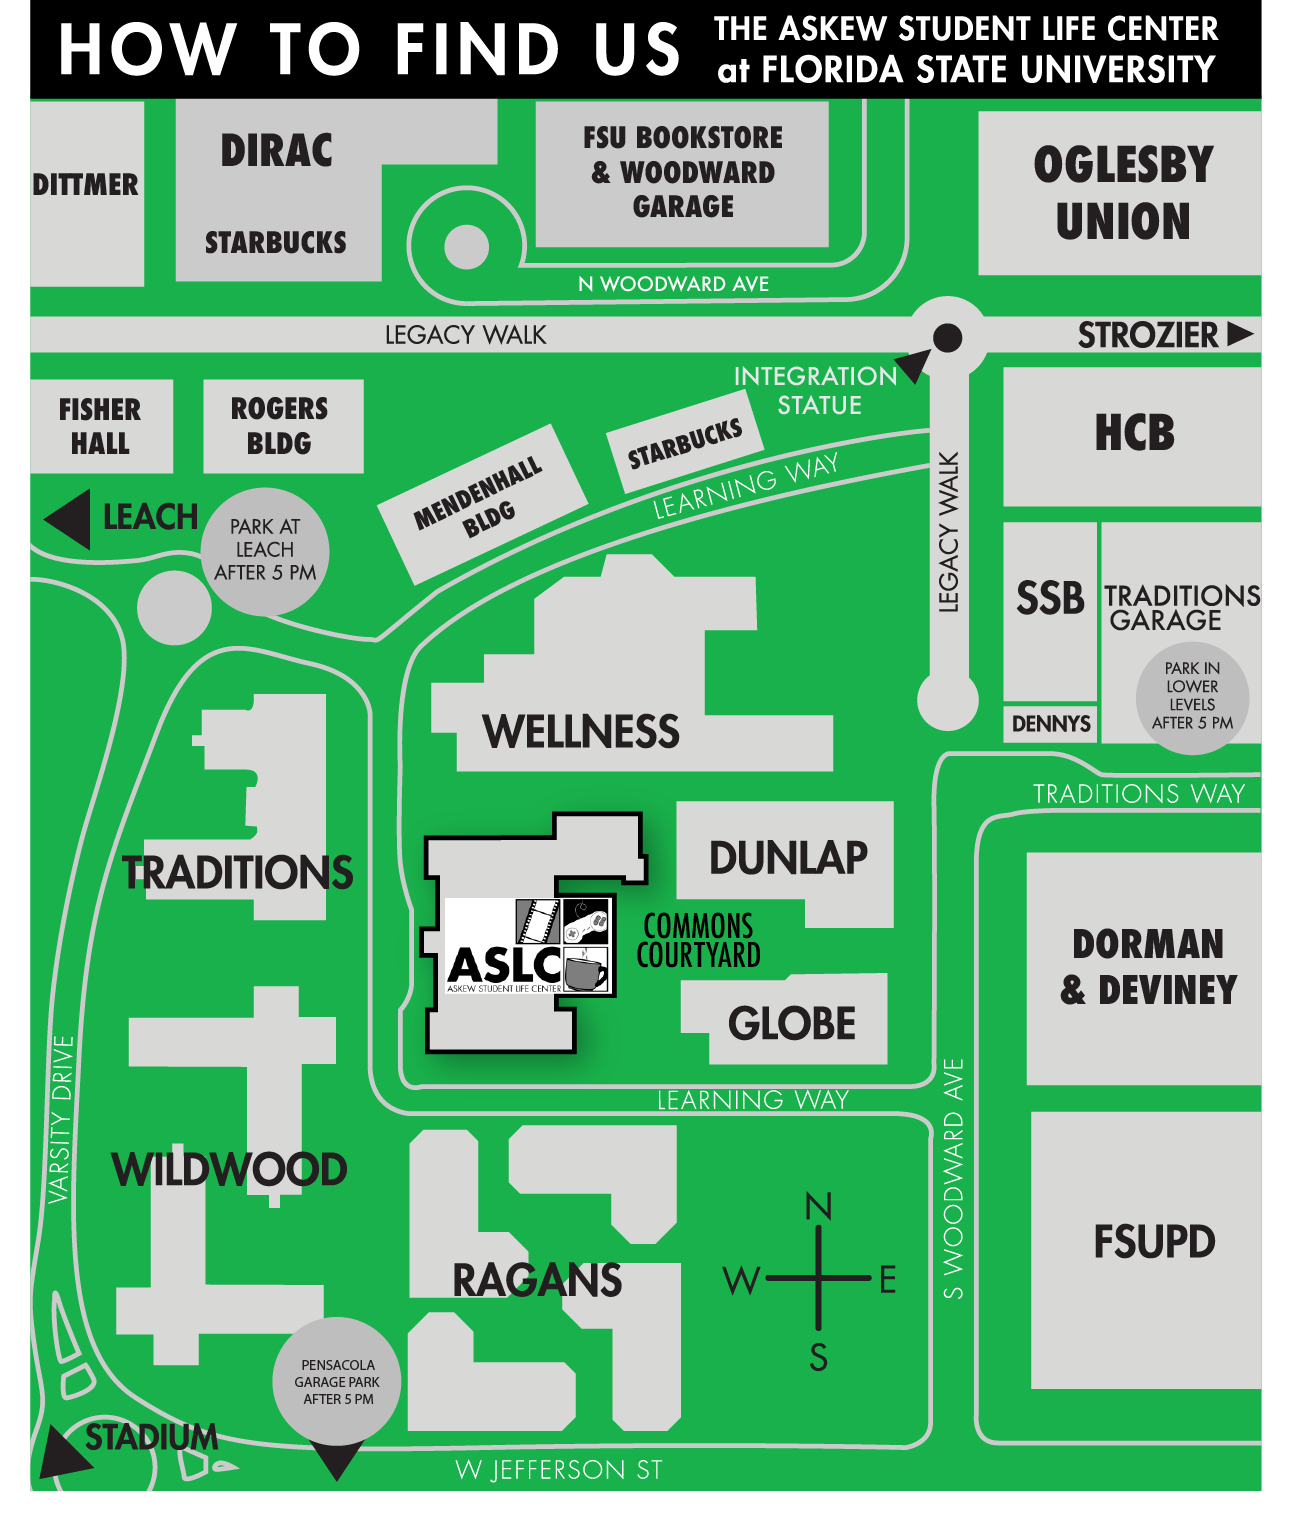 HOW TO FIND US
THE ASKEW STUDENT LIFE CENTER
at FLORIDA STATE UNIVERSITY
DITTMER
DIRAC
STARBUCKS
FSU BOOKSTORE
& WOODWARD
GARAGE
OGLESBY
UNION
N WOODWARD AVE
LEGACY WALK
STROZIER
INTEGRATION
STATUE
FISHER
HALL
ROGERS
BLDG
MENDENHALL
BLDG
STARBUCKS
LEARNING WAY
LEGACY WALK
HCB
LEACH
PARK AT
LEACH
AFTER 5 PM
SSB
TRADITIONS
GARAGE
PARK IN
LOWER
LEVELS
AFTER 5 PM
DENNYS
WELLNESS
TRADITIONS WAY
TRADITIONS
DUNLAP
COMMONS
COURTYARD
ASLC
ASKEW STUDENT LIFE CENTER
DORMAN
& DEVINEY
GLOBE
VARSITY DRIVE
LEARNING WAY
S WOODWARD AVE
WILDWOOD
RAGANS
N
W
E
S
FSUPD
PENSACOLA
GARAGE PARK
AFTER 5 PM
STADIUM
W JEFFERSON ST